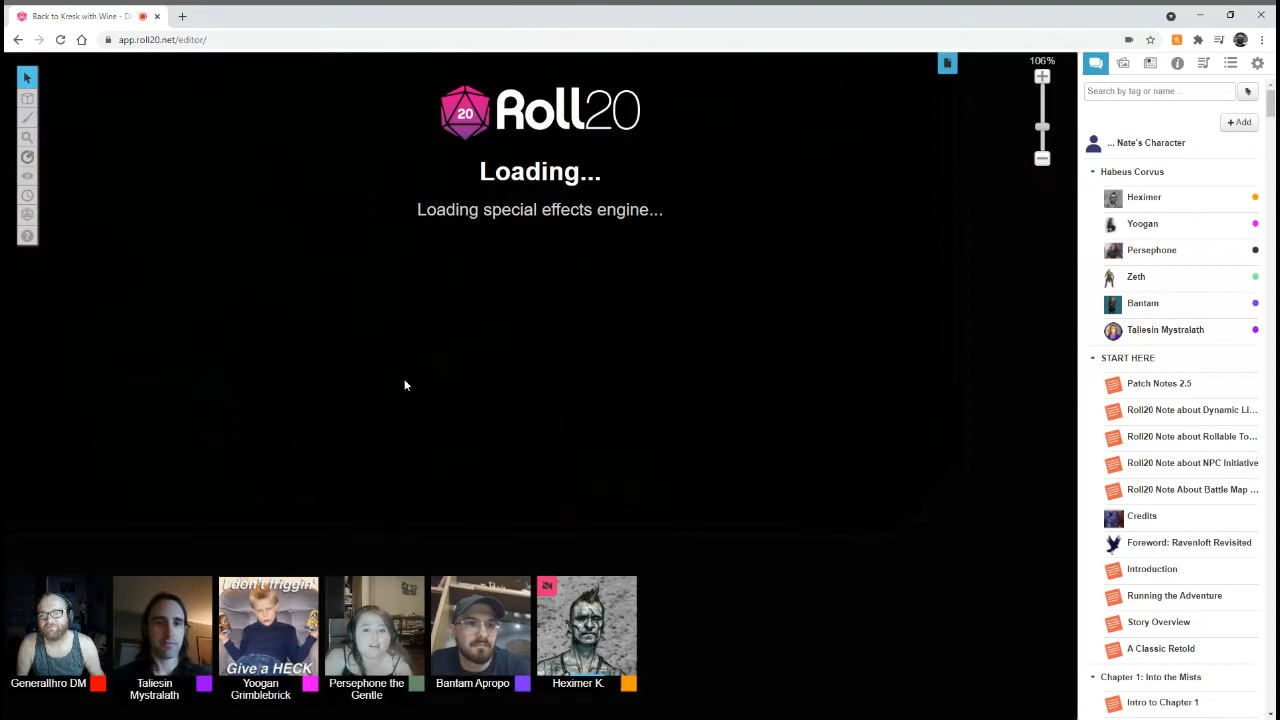 Back to Kresk with Wine - D
app.roll20.net/editor/
106%
20
Roll20
Loading...
Loading special effects engine...
Search by tag or name...
+ Add
... Nate's Character
Habeus Corvus
Heximer
Yoogan
Persephone
Zeth
Bantam
Taliesin Mystralath
START HERE
Patch Notes 2.5
Roll20 Note about Dynamic Li...
Roll20 Note about Rollable To...
Roll20 Note about NPC Initiative
Roll20 Note About Battle Map ...
Credits
Foreword: Ravenloft Revisited
Introduction
Running the Adventure
Story Overview
A Classic Retold
Chapter 1: Into the Mists
Intro to Chapter 1
I don't friggin'
Give a HECK
Generallhro DM
Taliesin Mystralath
Yoogan Grimblebrick
Persephone the Gentle
Bantam Apropo
Heximer K.